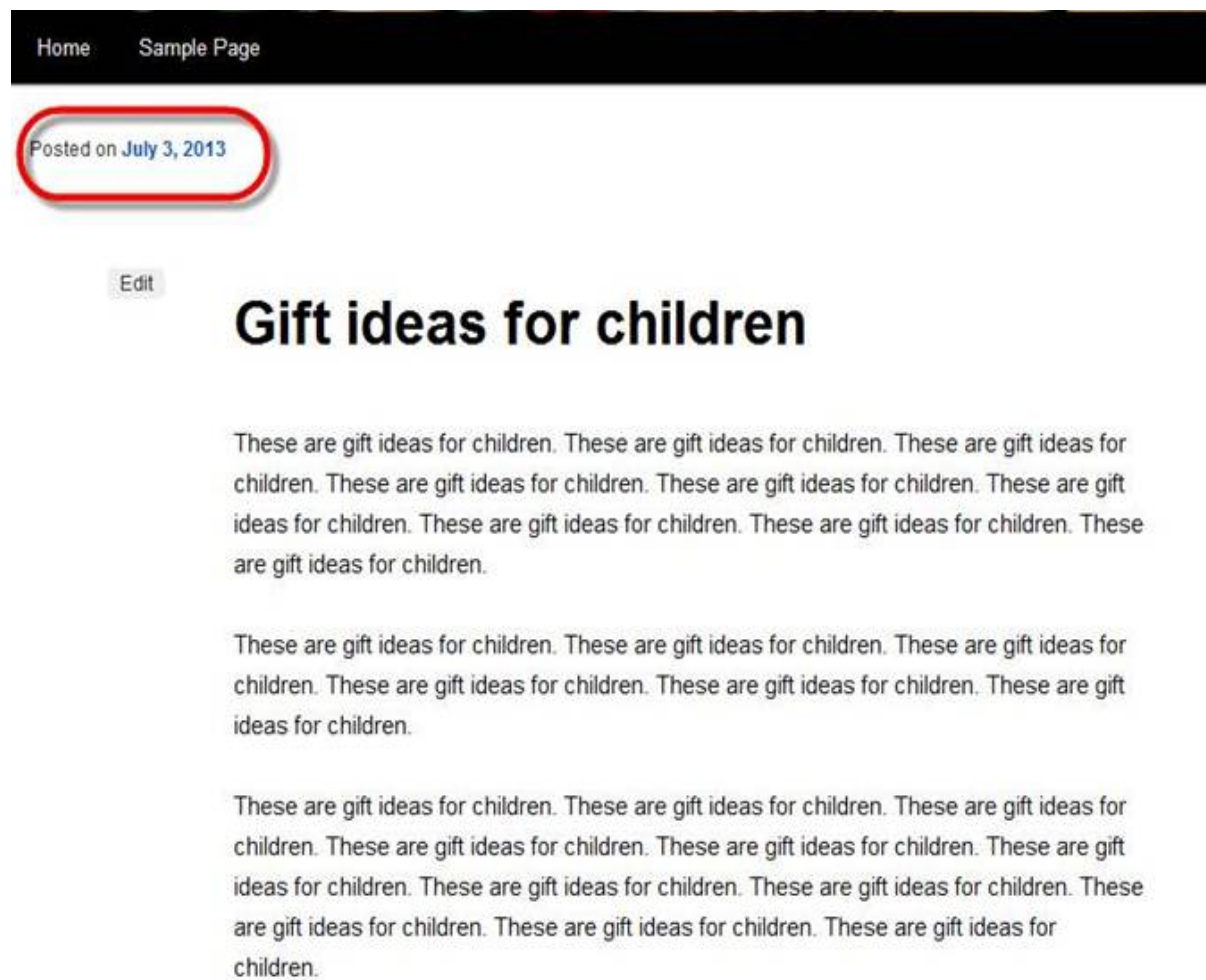 Home Sample Page
Posted on July 3, 2013
Edit
Gift ideas for children
These are gift ideas for children. These are gift ideas for children. These are gift ideas for
children. These are gift ideas for children. These are gift ideas for children. These are gift
ideas for children. These are gift ideas for children. These are gift ideas for children. These
are gift ideas for children.
These are gift ideas for children. These are gift ideas for children. These are gift ideas for
children. These are gift ideas for children. These are gift ideas for children. These are gift
ideas for children.
These are gift ideas for children. These are gift ideas for children. These are gift ideas for
children. These are gift ideas for children. These are gift ideas for children. These are gift
ideas for children. These are gift ideas for children. These are gift ideas for children. These
are gift ideas for children. These are gift ideas for children. These are gift ideas for
children.